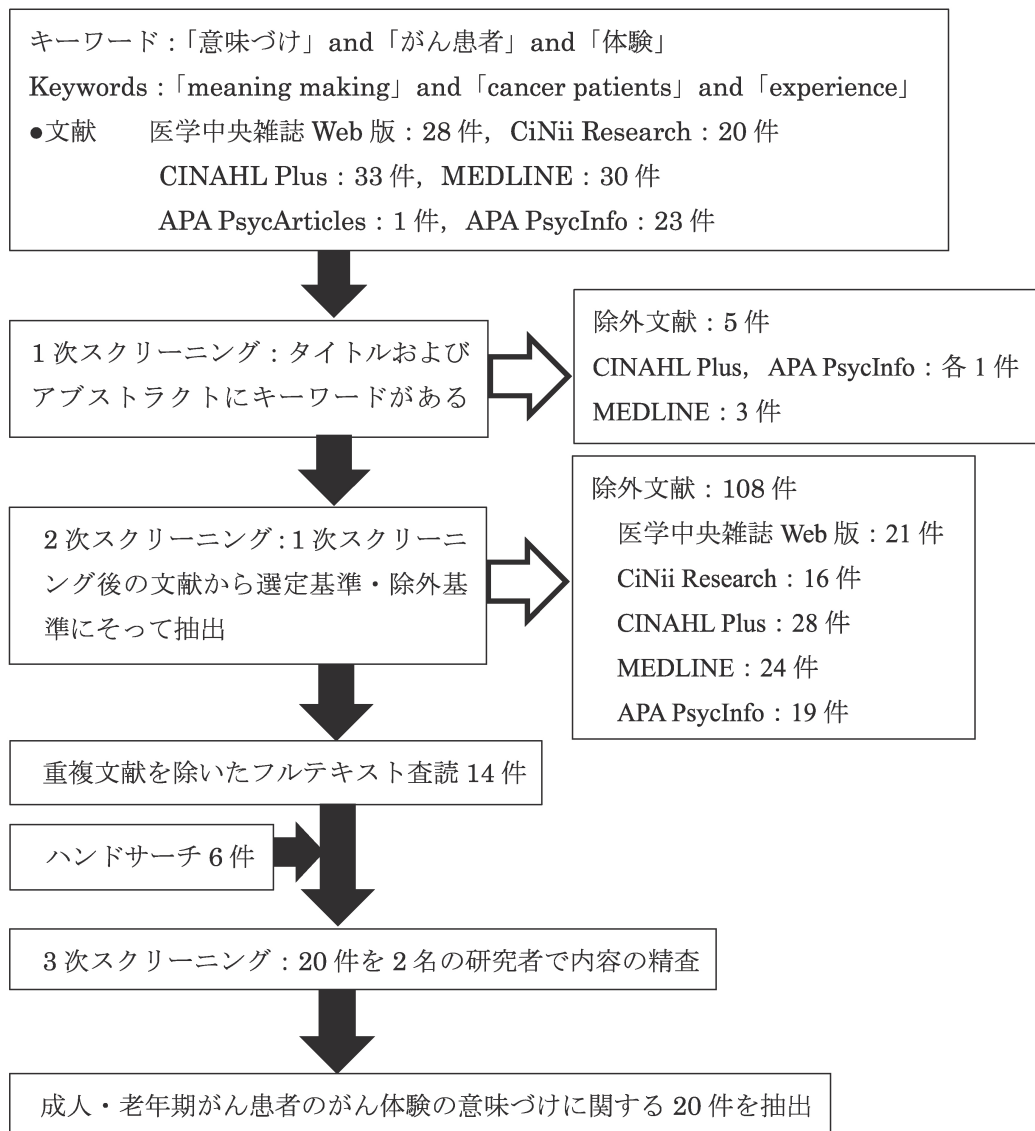 キーワード：「意味づけ」and「がん患者」and「体験」
Keywords：「meaning making」and「cancer patients」and「experience」
●文献　医学中央雑誌 Web 版：28 件，CiNii Research：20 件
CINAHL Plus：33 件，MEDLINE：30 件
APA PsycArticles：1 件，APA PsycInfo：23 件
1 次スクリーニング：タイトルおよび
アブストラクトにキーワードがある
除外文献：5 件
CINAHL Plus，APA PsycInfo：各 1 件
MEDLINE：3 件
2 次スクリーニング：1 次スクリーニ
ング後の文献から選定基準・除外基
準にそって抽出
除外文献：108 件
医学中央雑誌 Web 版：21 件
CiNii Research：16 件
CINAHL Plus：28 件
MEDLINE：24 件
APA PsycInfo：19 件
重複文献を除いたフルテキスト査読 14 件
ハンドサーチ 6 件
3 次スクリーニング：20 件を 2 名の研究者で内容の精査
成人・老年期がん患者のがん体験の意味づけに関する 20 件を抽出